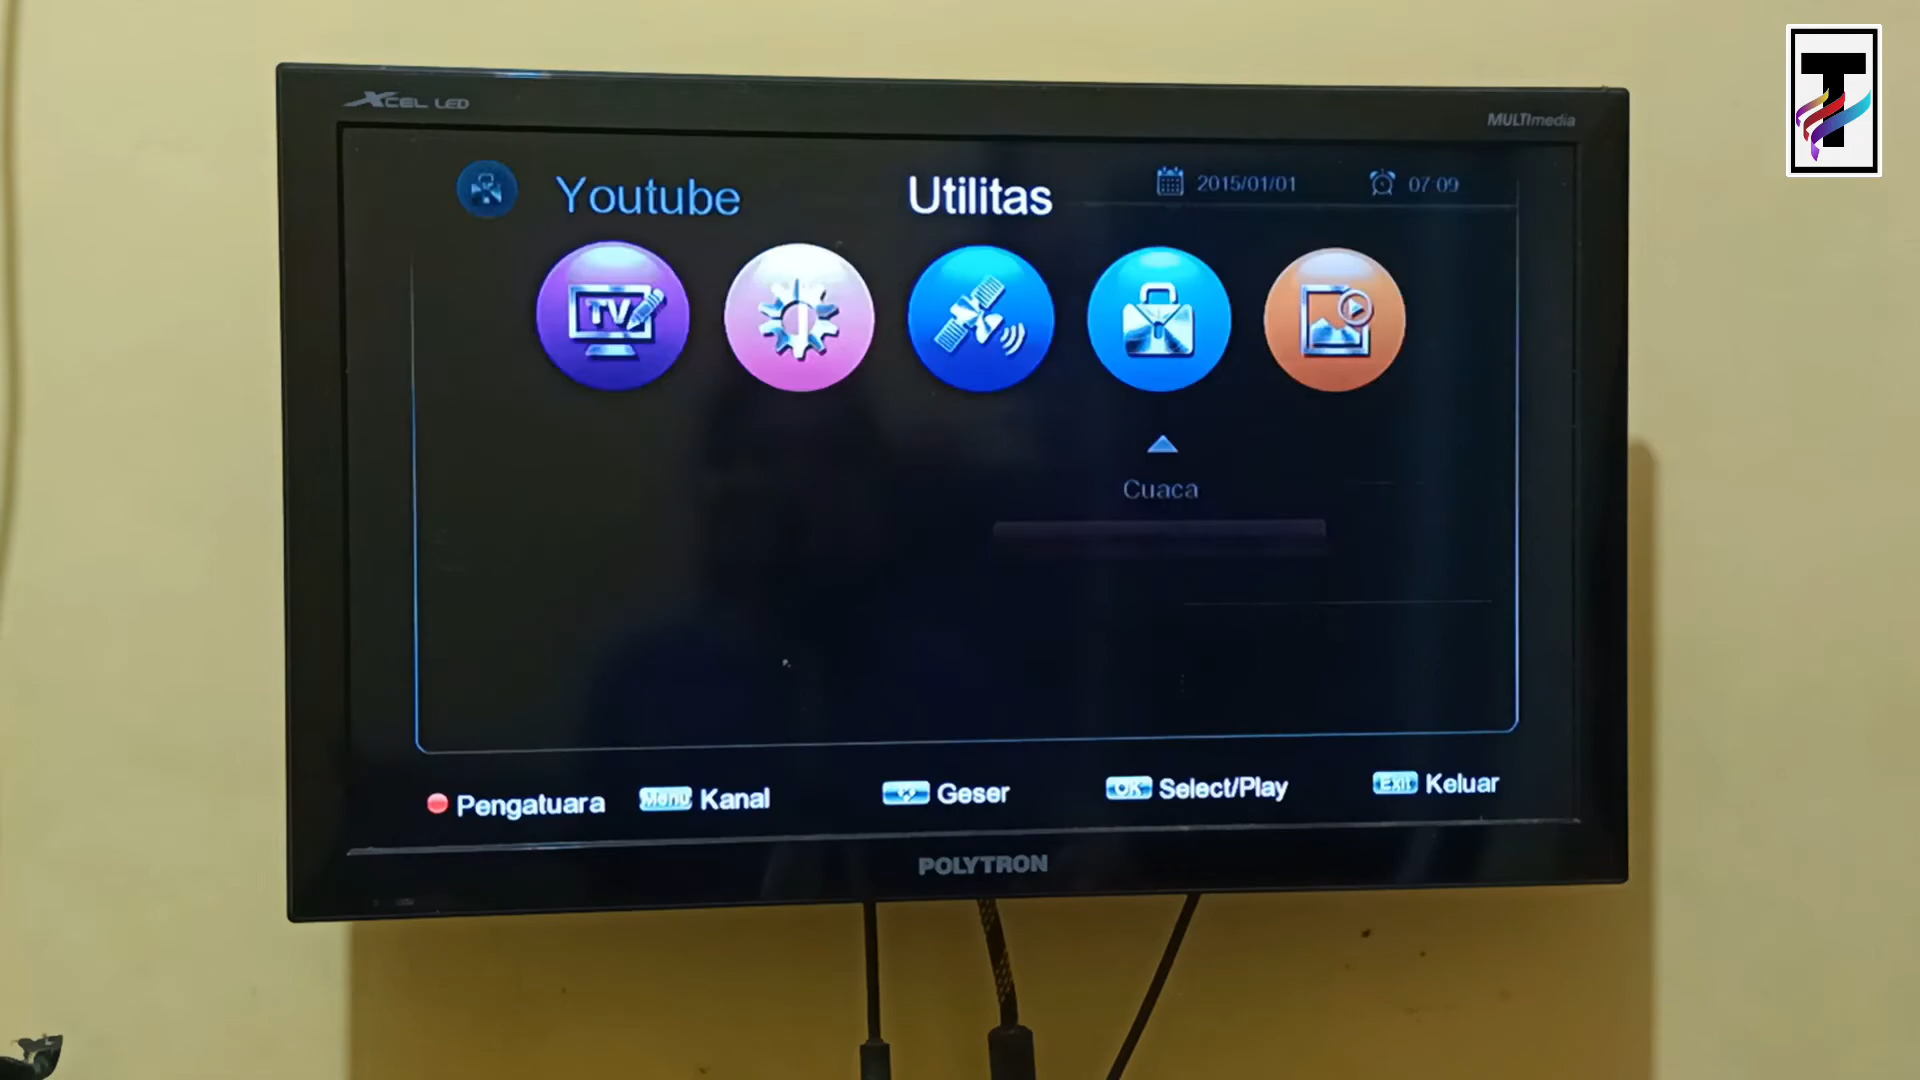 XCEL LED
MULTImedia
T
Youtube
Utilitas
2015/01/01
07:09
TV
Cuaca
Pengatuara
Menu Kanal
Geser
OK Select/Play
Exit Keluar
POLYTRON